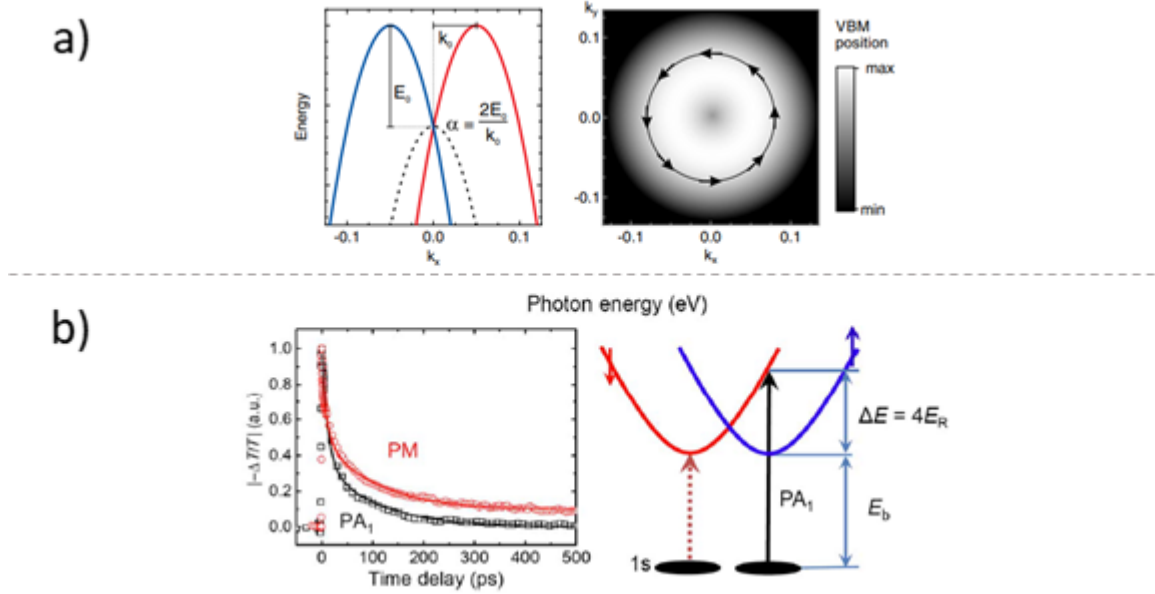 a)
Energy
E₀
k₀
α = 2E₀/k₀
-0.1 0.0 0.1
kₓ
k_y
0.1
0.0
-0.1
-0.1 0.0 0.1
kₓ
VBM
position
max
min
b)
Photon energy (eV)
|−ΔT/T| (a.u.)
1.0
0.8
0.6
0.4
0.2
0.0
PM
PA₁
0 100 200 300 400 500
Time delay (ps)
ΔE = 4E_R
PA₁
E_b
1s